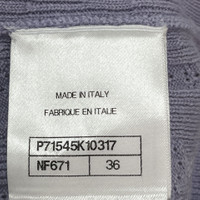 MADE IN ITALY
FABRIQUE EN ITALIE
P71545K10317
NF671 36